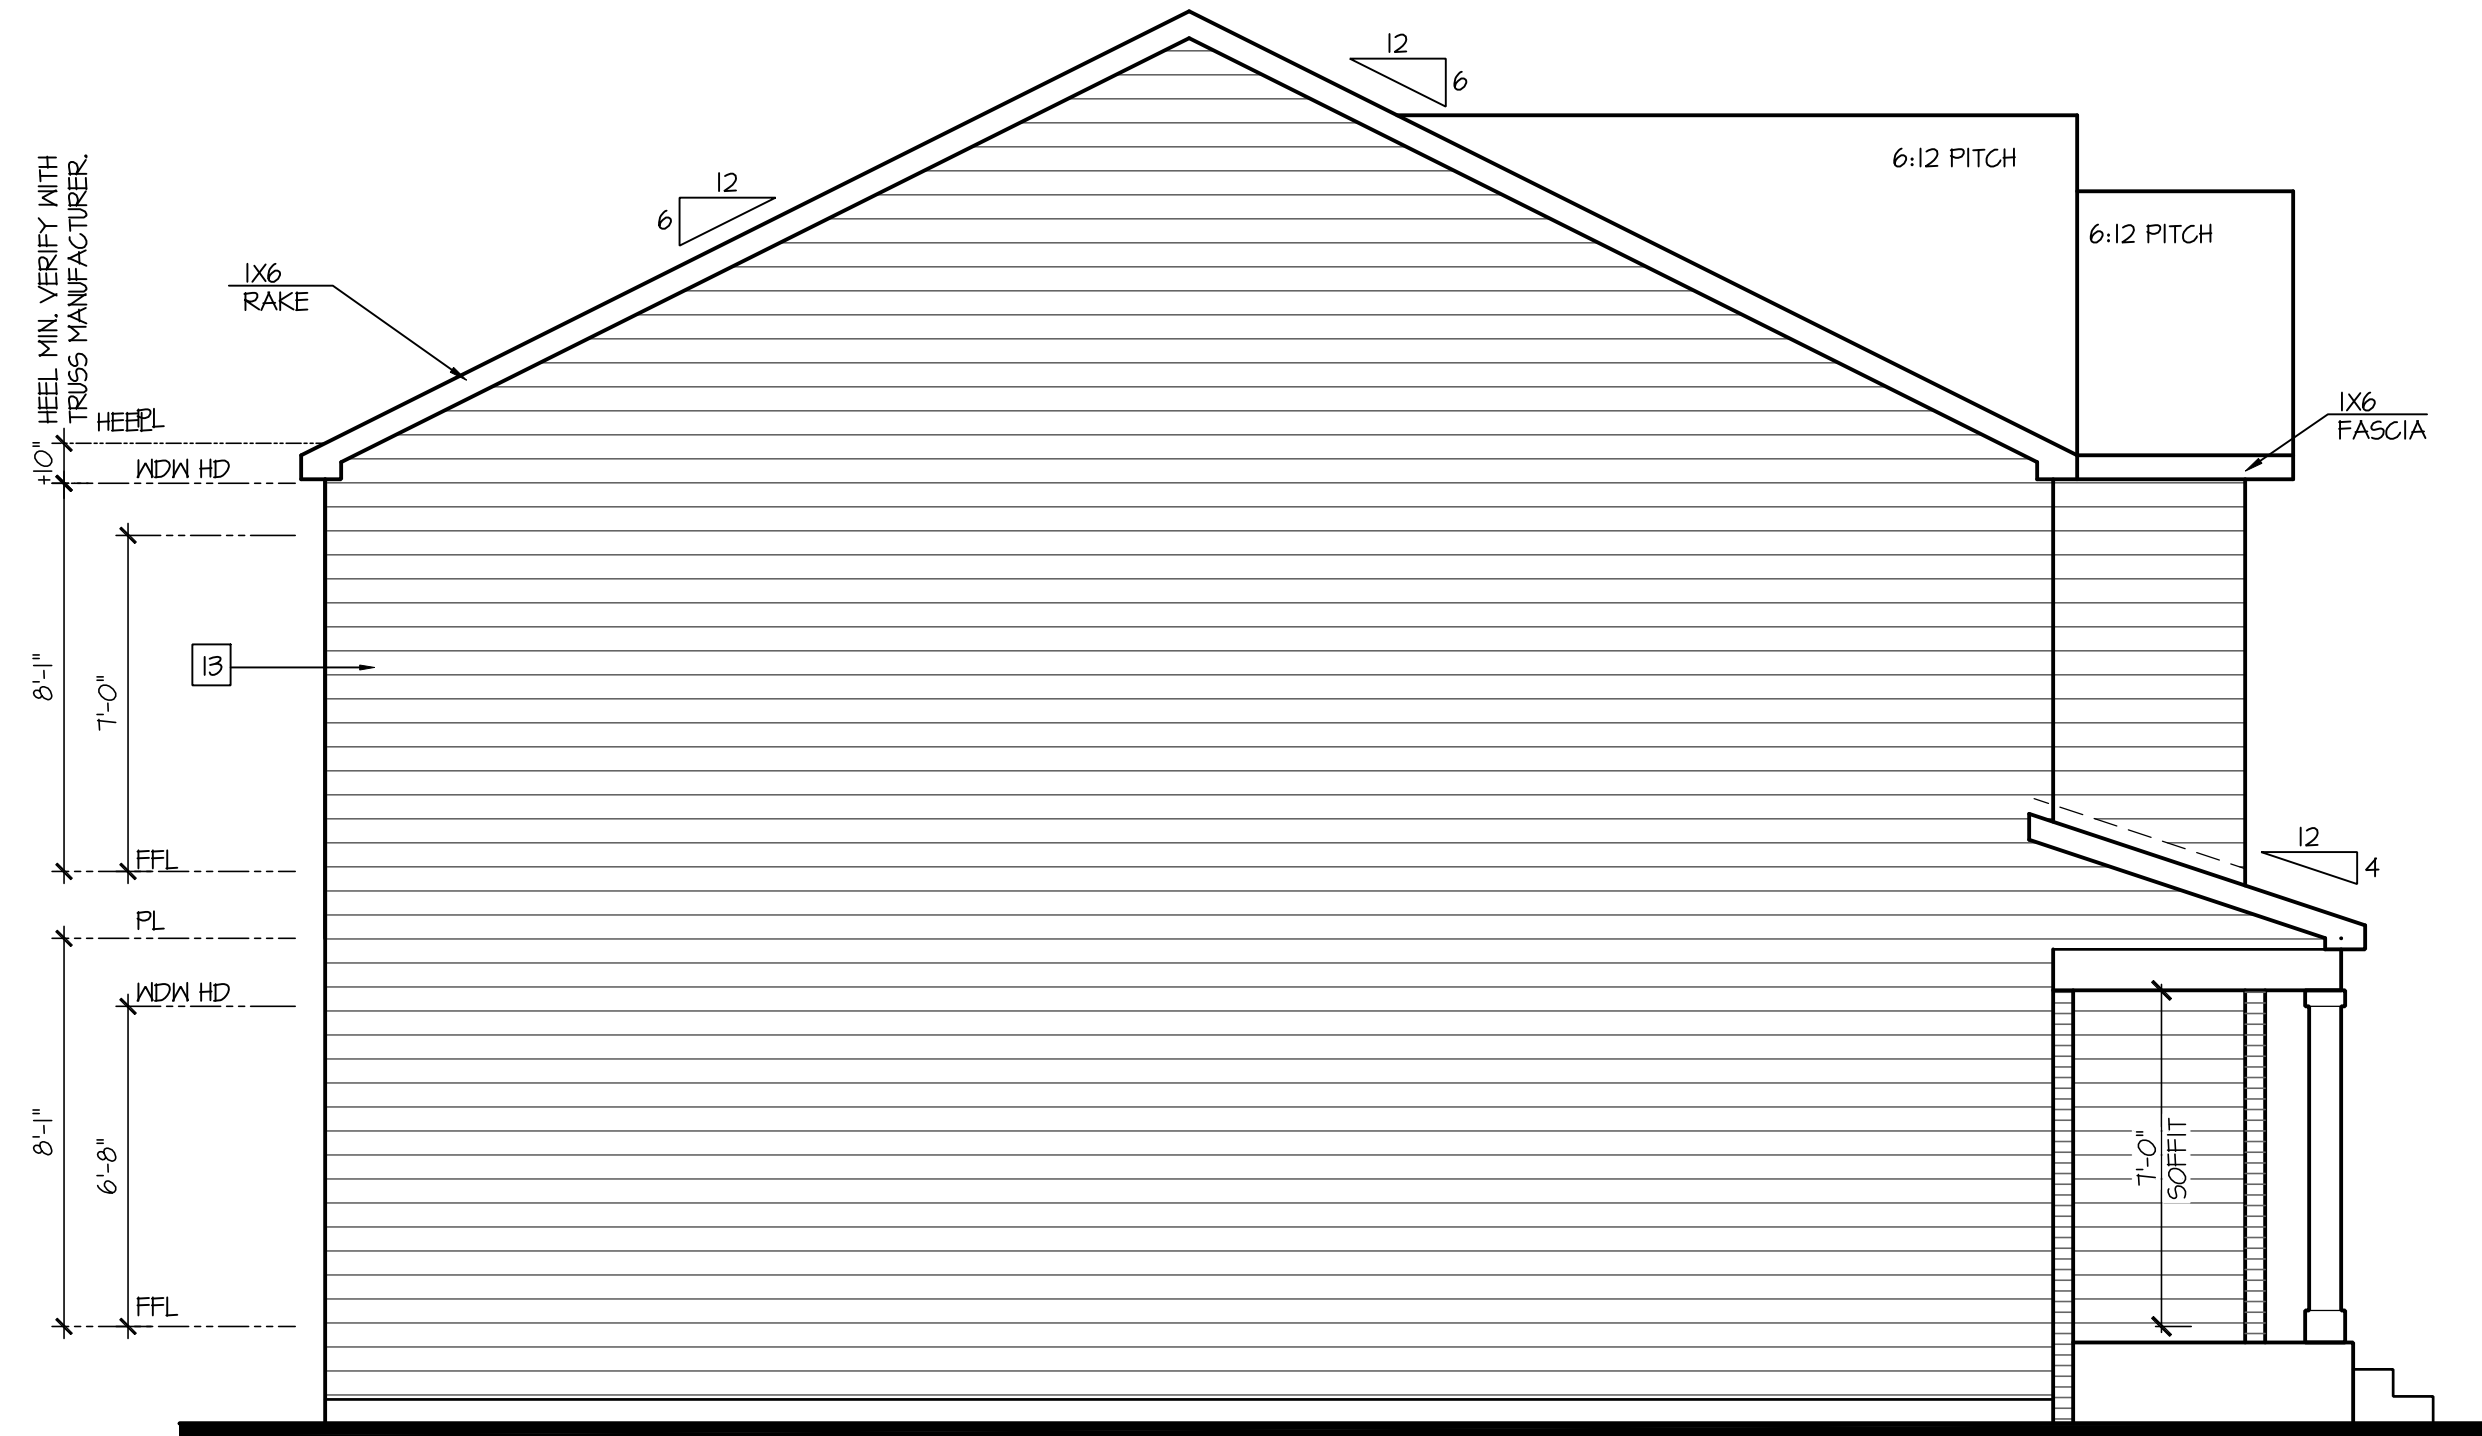 12
6
6:12 PITCH
12
6
6:12 PITCH
1X6
RAKE
HEEL MIN. VERIFY WITH
TRUSS MANUFACTURER.
1X6
FASCIA
HEEL
PL
+10"
WDW HD
13
8'-1"
7'-0"
12
4
FFL
PL
WDW HD
8'-1"
6'-8"
7'-0"
SOFFIT
FFL